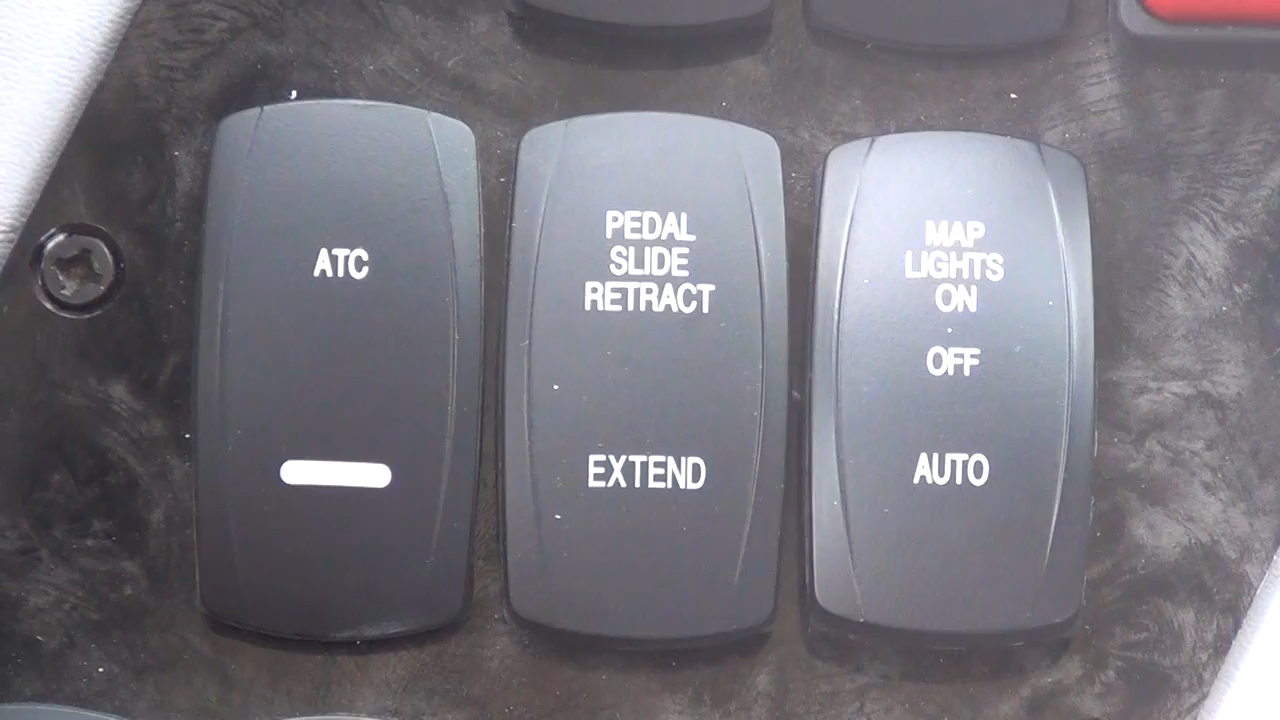 ATC
PEDAL
SLIDE
RETRACT
EXTEND
MAP
LIGHTS
ON
OFF
AUTO